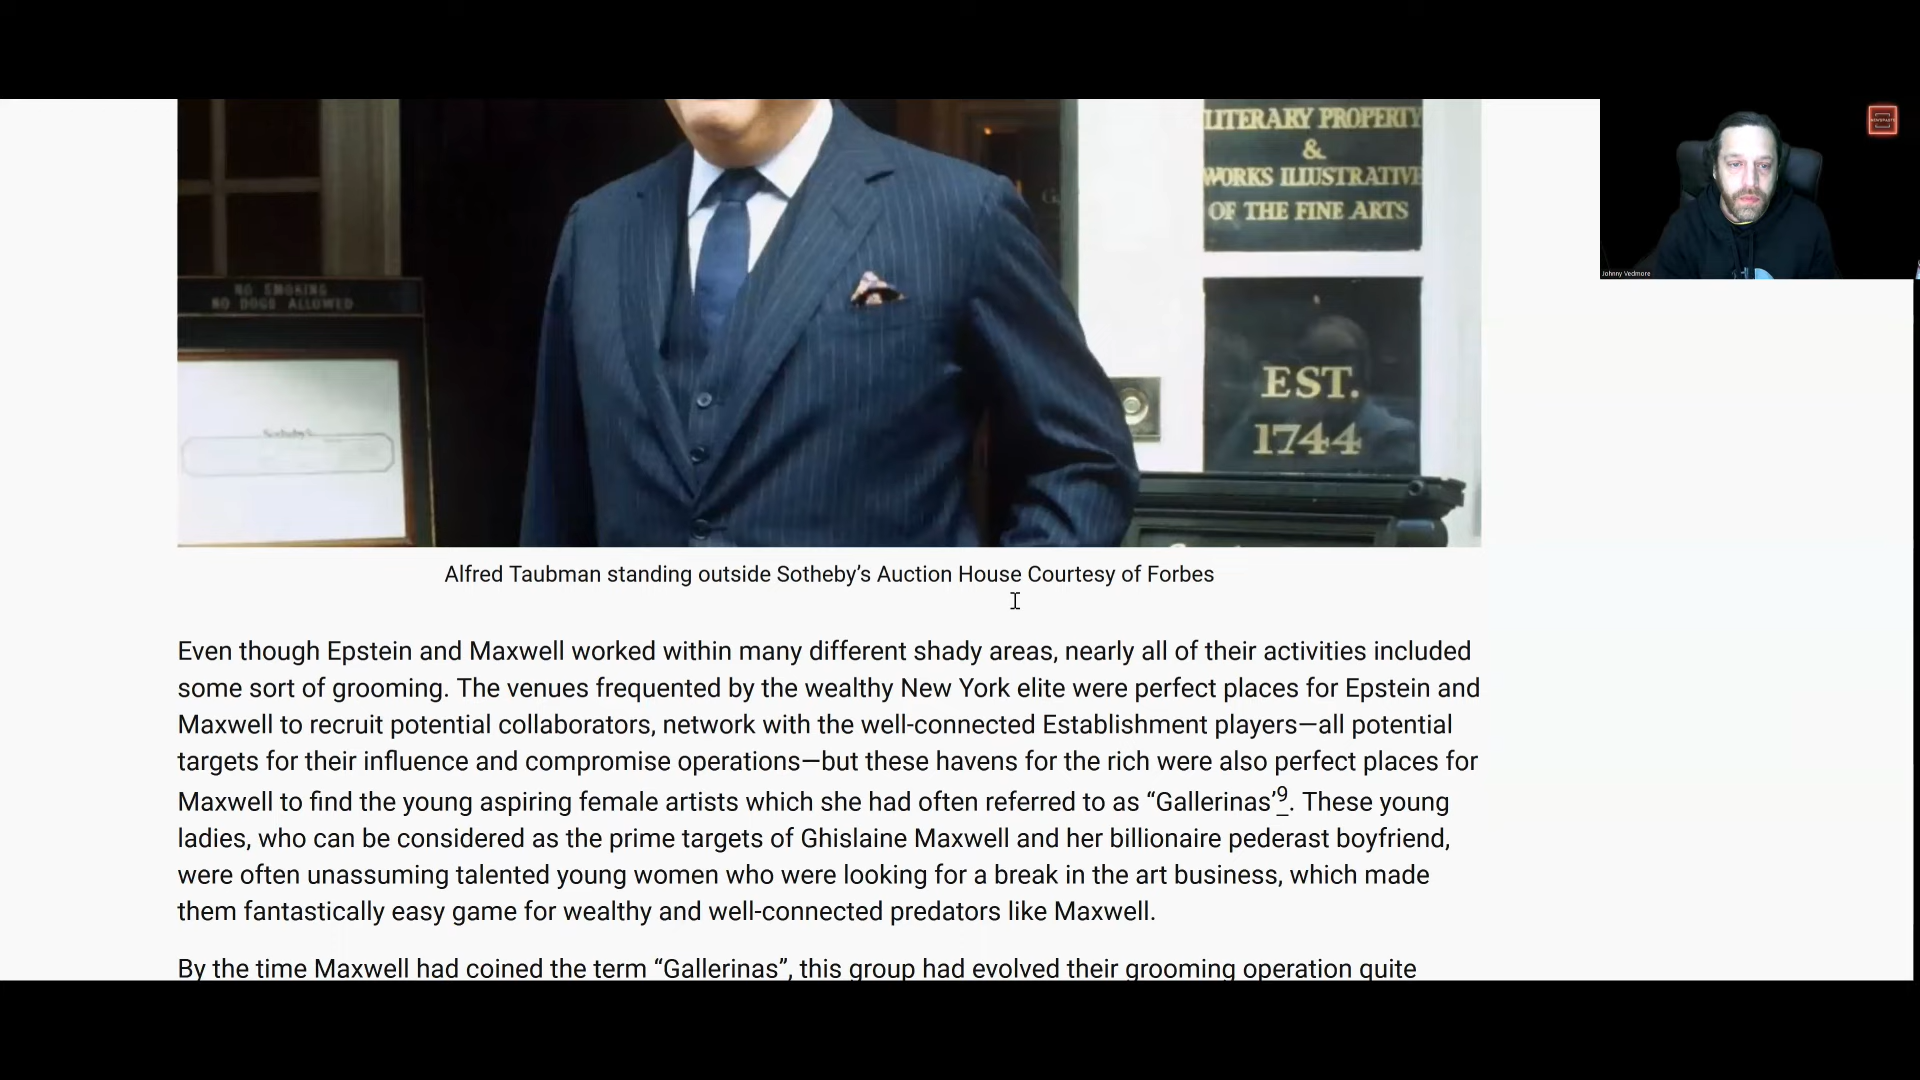 LITERARY PROPERTY
&
WORKS ILLUSTRATIVE
OF THE FINE ARTS
NO SMOKING
NO DOGS ALLOWED
Johnny Vedmore
EST.
1744
Sotheby's
Alfred Taubman standing outside Sotheby’s Auction House Courtesy of Forbes
Even though Epstein and Maxwell worked within many different shady areas, nearly all of their activities included
some sort of grooming. The venues frequented by the wealthy New York elite were perfect places for Epstein and
Maxwell to recruit potential collaborators, network with the well-connected Establishment players—all potential
targets for their influence and compromise operations—but these havens for the rich were also perfect places for
Maxwell to find the young aspiring female artists which she had often referred to as “Gallerinas’9. These young
ladies, who can be considered as the prime targets of Ghislaine Maxwell and her billionaire pederast boyfriend,
were often unassuming talented young women who were looking for a break in the art business, which made
them fantastically easy game for wealthy and well-connected predators like Maxwell.
By the time Maxwell had coined the term “Gallerinas”, this group had evolved their grooming operation quite